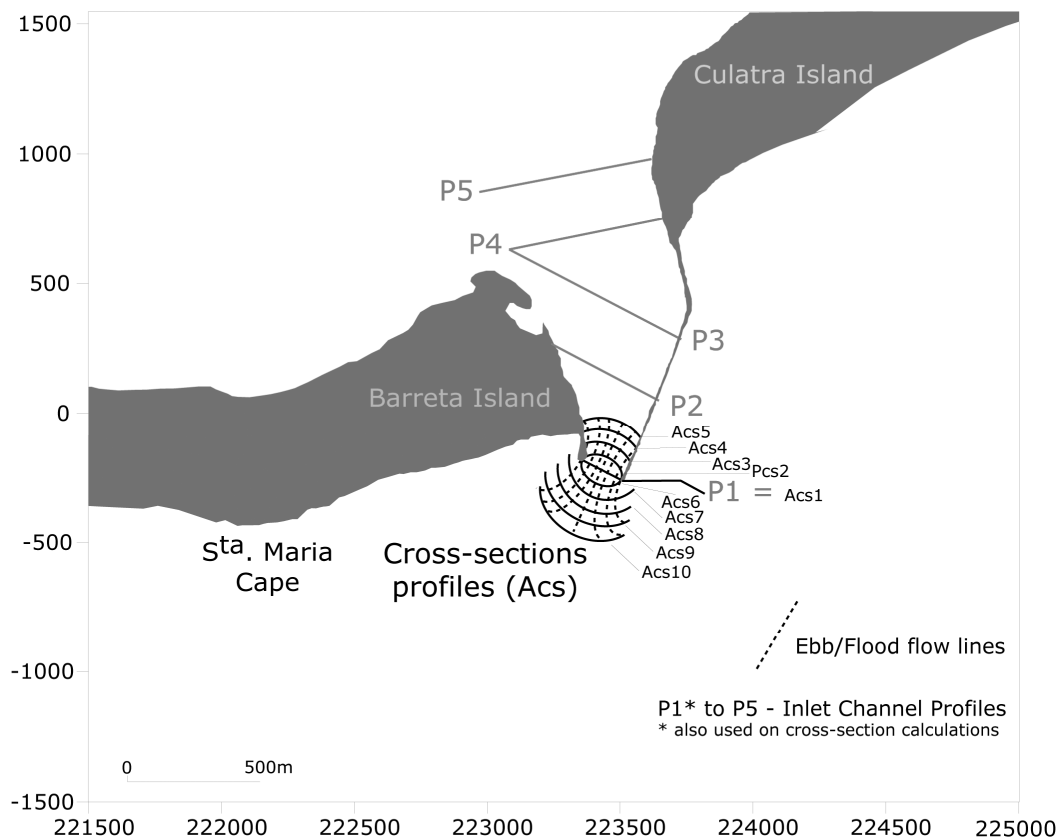 1500
Culatra Island
1000
P5
P4
500
P3
Barreta Island
P2
0
Acs5
Acs4
Acs3
Pcs2
P1 = Acs1
Acs6
Acs7
Acs8
Acs9
Acs10
-500
Sta. Maria
Cape
Cross-sections
profiles (Acs)
Ebb/Flood flow lines
-1000
P1* to P5 - Inlet Channel Profiles
* also used on cross-section calculations
0 500m
-1500
221500 222000 222500 223000 223500 224000 224500 225000